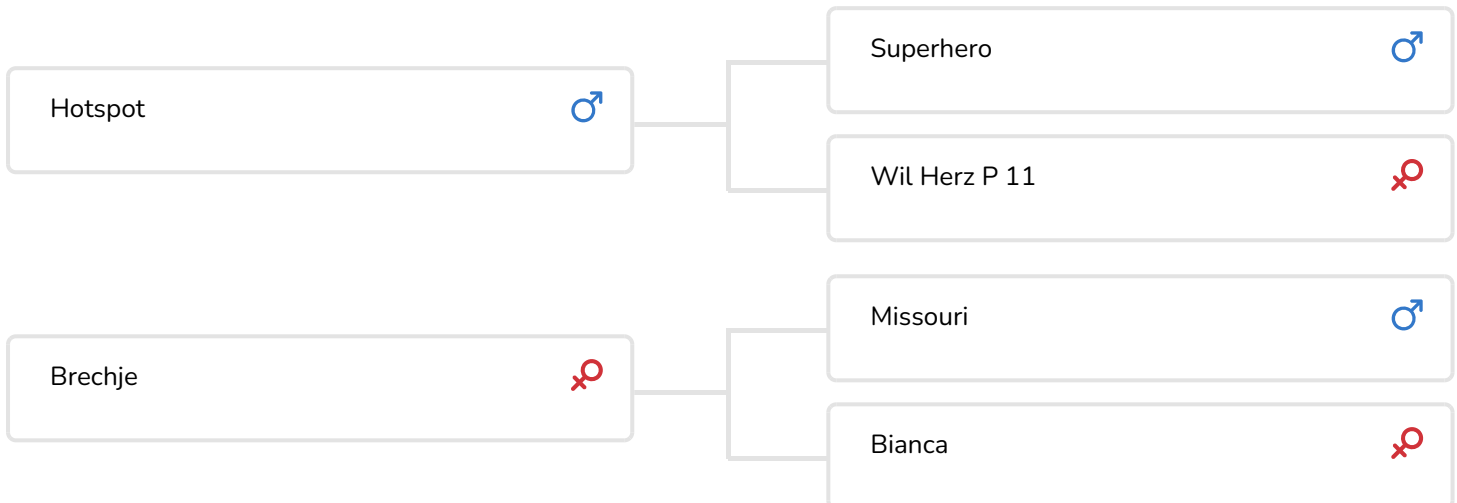 Superhero
Hotspot
Wil Herz P 11
Missouri
Brechje
Bianca